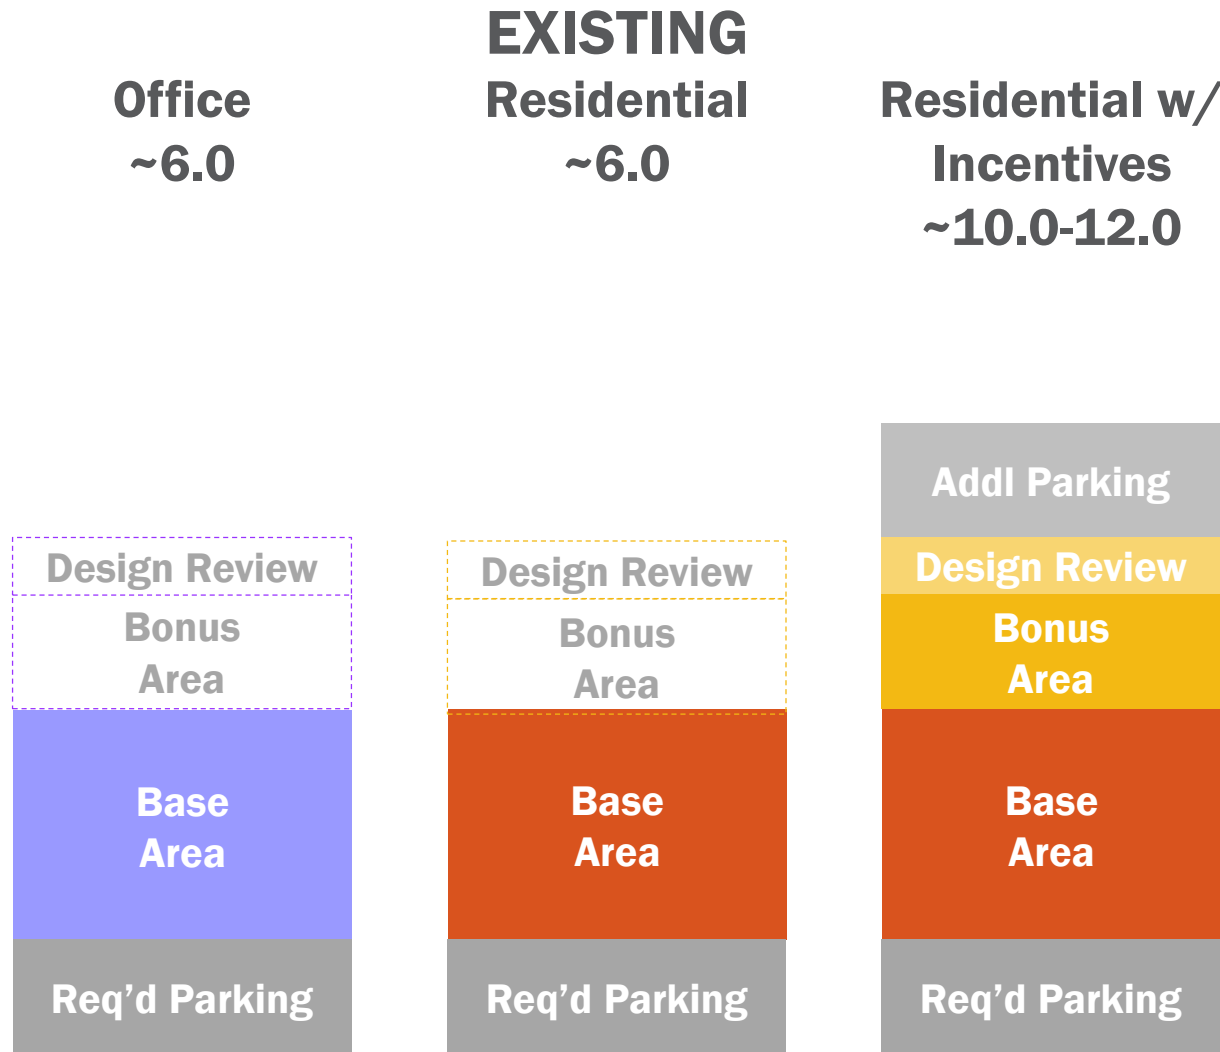 EXISTING
Office
~6.0
Residential
~6.0
Residential w/
Incentives
~10.0-12.0
Design Review
Bonus
Area
Base
Area
Req’d Parking
Design Review
Bonus
Area
Base
Area
Req’d Parking
Addl Parking
Design Review
Bonus
Area
Base
Area
Req’d Parking